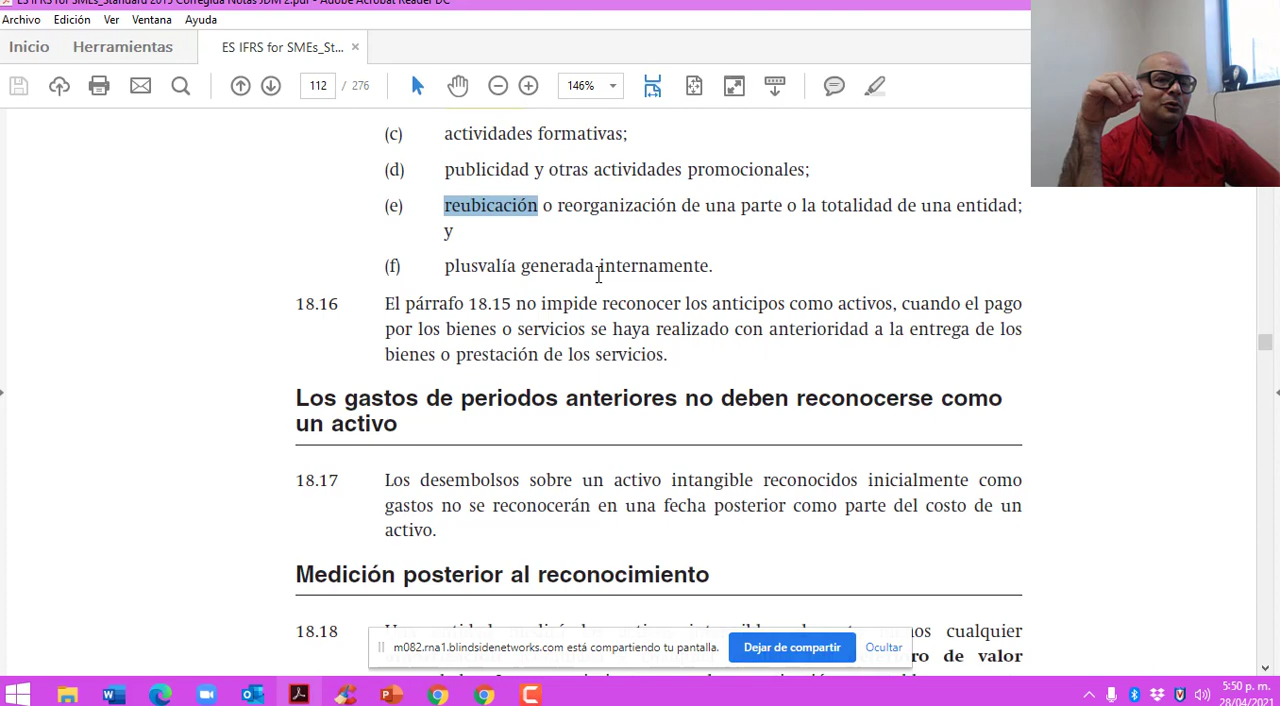 ES IFRS for SMEs_Standard 2015 Corregida Notas JDM 2.pdf - Adobe Acrobat Reader DC
Archivo Edición Ver Ventana Ayuda
Inicio Herramientas ES IFRS for SMEs_St... ×
112 / 276 146%
(c) actividades formativas;
(d) publicidad y otras actividades promocionales;
(e) reubicación o reorganización de una parte o la totalidad de una entidad;
y
(f) plusvalía generada internamente.
18.16 El párrafo 18.15 no impide reconocer los anticipos como activos, cuando el pago
por los bienes o servicios se haya realizado con anterioridad a la entrega de los
bienes o prestación de los servicios.
Los gastos de periodos anteriores no deben reconocerse como
un activo
18.17 Los desembolsos sobre un activo intangible reconocidos inicialmente como
gastos no se reconocerán en una fecha posterior como parte del costo de un
activo.
Medición posterior al reconocimiento
18.18 cualquier
m082.rna1.blindsidenetworks.com está compartiendo tu pantalla. Dejar de compartir Ocultar
de valor
5:50 p. m.
28/04/2021